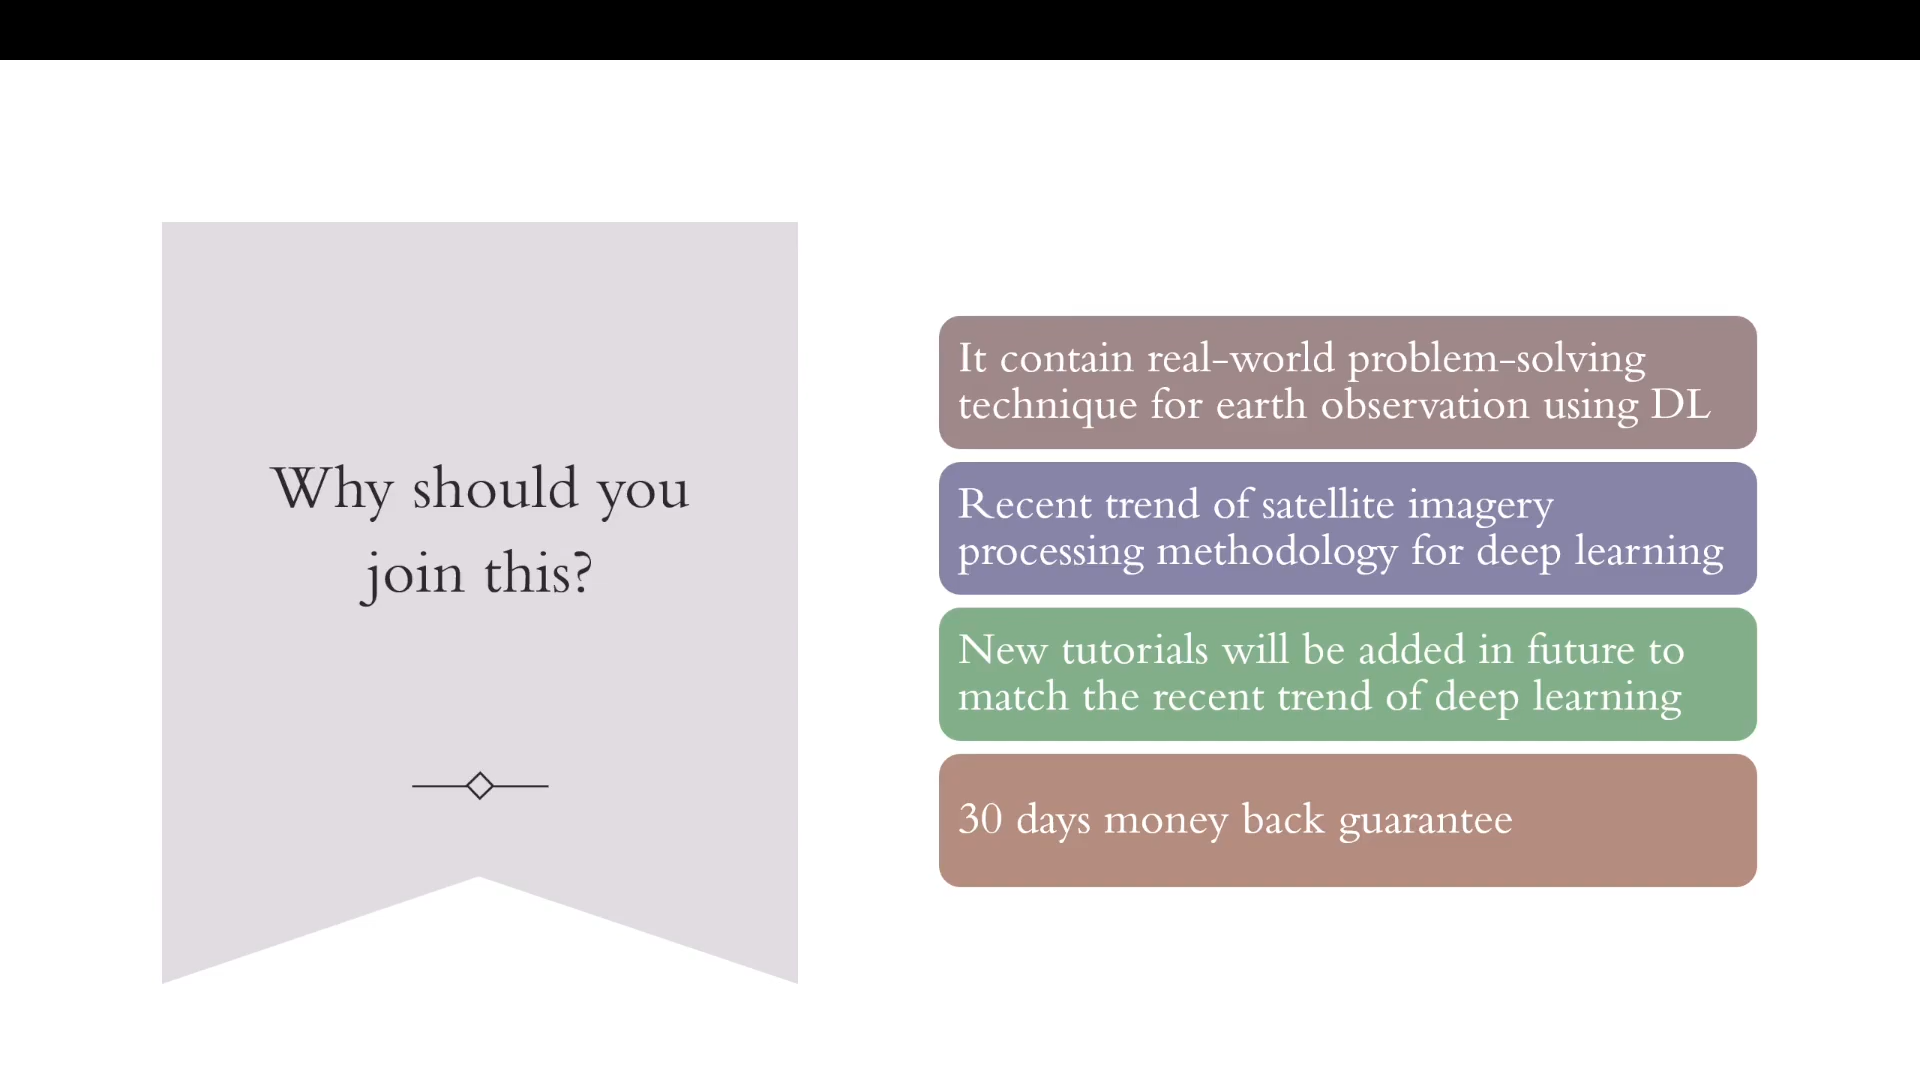 Why should you
join this?
It contain real-world problem-solving
technique for earth observation using DL
Recent trend of satellite imagery
processing methodology for deep learning
New tutorials will be added in future to
match the recent trend of deep learning
30 days money back guarantee